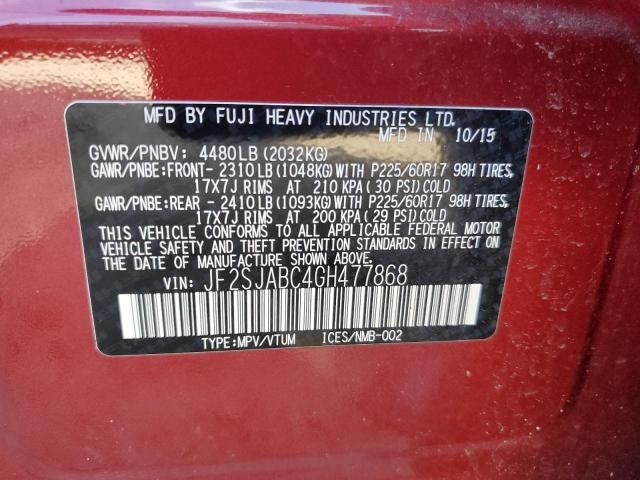 MFD BY FUJI HEAVY INDUSTRIES LTD.
MFD IN 10/15
GVWR/PNBV: 4480LB(2032KG)
GAWR/PNBE:FRONT- 2310LB(1048KG)WITH P225/60R17 98H TIRES,
17X7J RIMS AT 210 KPA( 30 PSI)COLD
GAWR/PNBE:REAR - 2410LB(1093KG)WITH P225/60R17 98H TIRES,
17X7J RIMS AT 200 KPA( 29 PSI)COLD
THIS VEHICLE CONFORMS TO ALL APPLICABLE FEDERAL MOTOR
VEHICLE SAFETY AND THEFT PREVENTION STANDARDS IN
EFFECT ON THE DATE OF MANUFACTURE SHOWN ABOVE.
VIN: JF2SJABC4GH477868
TYPE:MPV/VTUM ICES/NMB-002